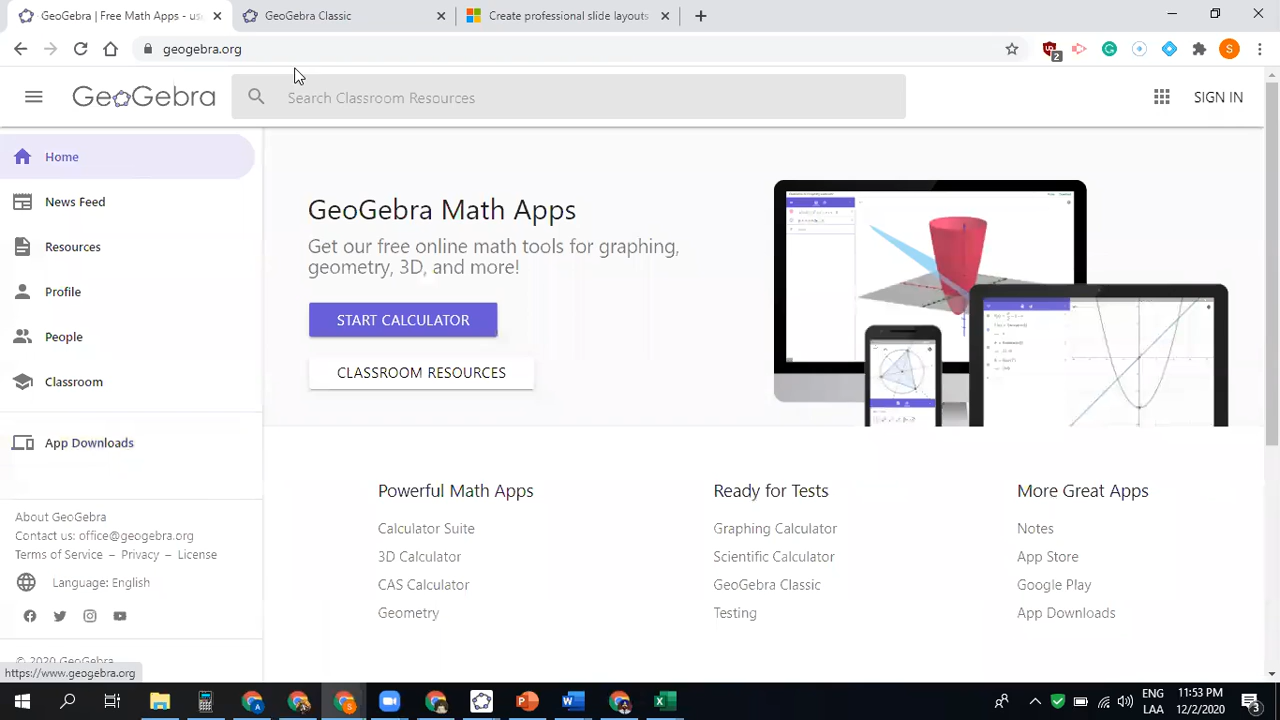 GeoGebra | Free Math Apps - us
GeoGebra Classic
Create professional slide layouts
geogebra.org
2
S
GeoGebra
Search Classroom Resources
SIGN IN
Home
News Feed
Resources
Profile
People
Classroom
App Downloads
GeoGebra Math Apps
Get our free online math tools for graphing,
geometry, 3D, and more!
START CALCULATOR
CLASSROOM RESOURCES
Powerful Math Apps
Calculator Suite
3D Calculator
CAS Calculator
Geometry
Ready for Tests
Graphing Calculator
Scientific Calculator
GeoGebra Classic
Testing
More Great Apps
Notes
App Store
Google Play
App Downloads
About GeoGebra
Contact us: office@geogebra.org
Terms of Service – Privacy – License
Language: English
© 2020 GeoGebra
https://www.geogebra.org
ENG
LAA
11:53 PM
12/2/2020
3